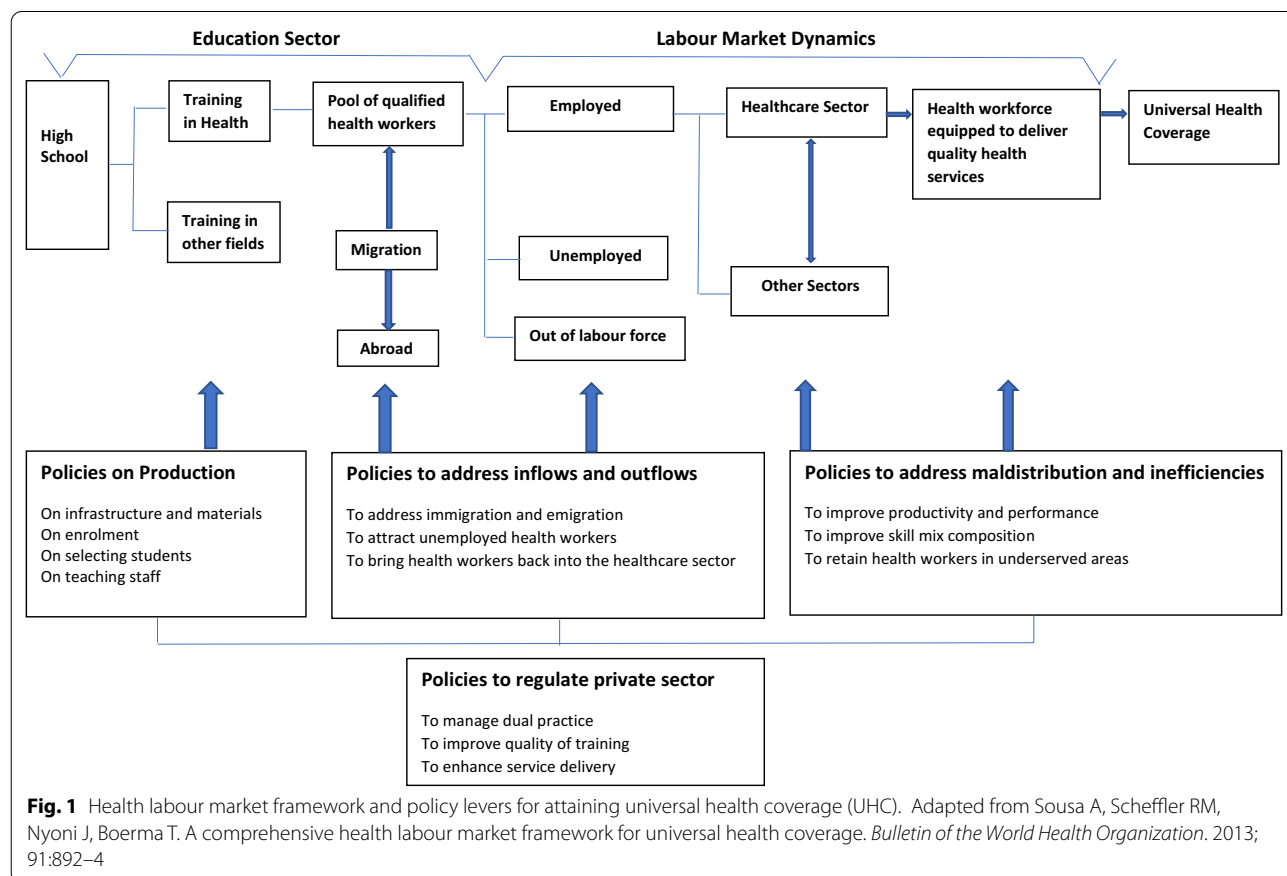 Education Sector
Labour Market Dynamics
High
School
Training
in Health
Training in
other fields
Pool of qualified
health workers
Migration
Abroad
Employed
Unemployed
Out of labour force
Healthcare Sector
Other Sectors
Health workforce
equipped to deliver
quality health
services
Universal Health
Coverage
Policies on Production
On infrastructure and materials
On enrolment
On selecting students
On teaching staff
Policies to address inflows and outflows
To address immigration and emigration
To attract unemployed health workers
To bring health workers back into the healthcare sector
Policies to address maldistribution and inefficiencies
To improve productivity and performance
To improve skill mix composition
To retain health workers in underserved areas
Policies to regulate private sector
To manage dual practice
To improve quality of training
To enhance service delivery
Fig. 1 Health labour market framework and policy levers for attaining universal health coverage (UHC). Adapted from Sousa A, Scheffler RM,
Nyoni J, Boerma T. A comprehensive health labour market framework for universal health coverage. Bulletin of the World Health Organization. 2013;
91:892–4